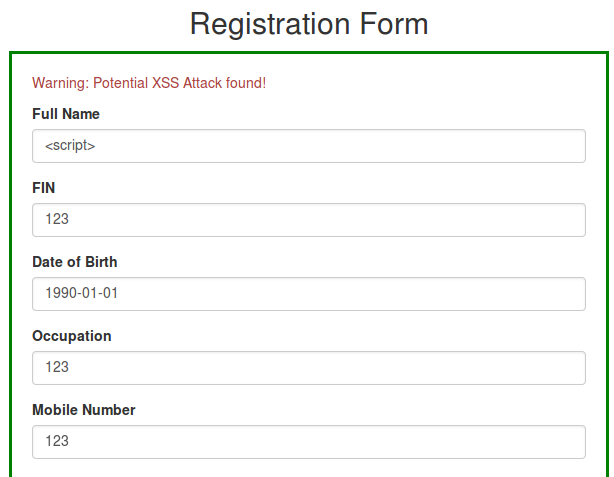 Registration Form
Warning: Potential XSS Attack found!
Full Name
<script>
FIN
123
Date of Birth
1990-01-01
Occupation
123
Mobile Number
123